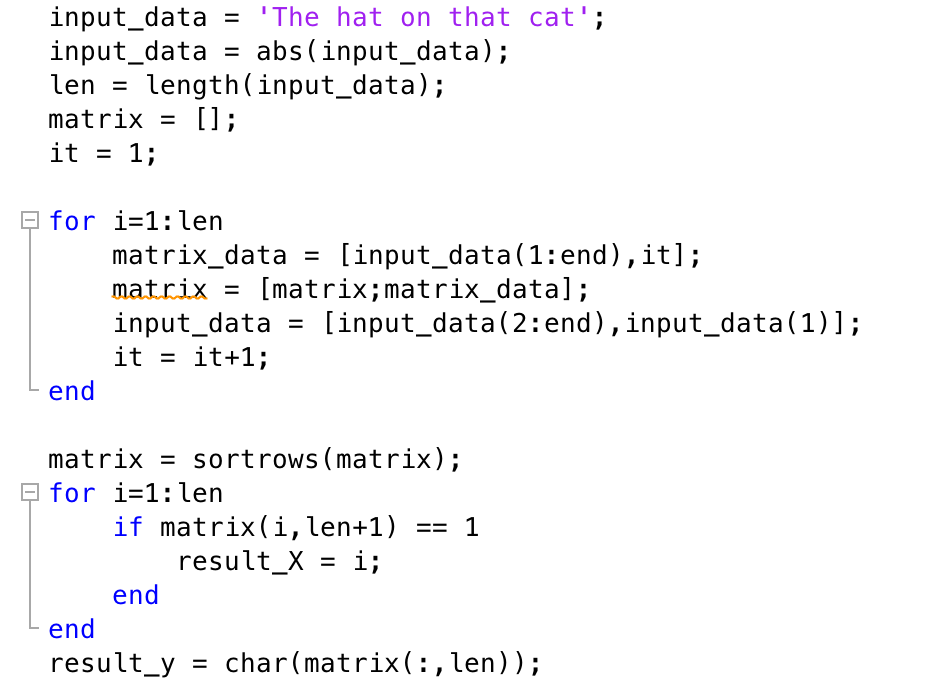 input_data = 'The hat on that cat';
input_data = abs(input_data);
len = length(input_data);
matrix = [];
it = 1;
for i=1:len
matrix_data = [input_data(1:end),it];
matrix = [matrix;matrix_data];
input_data = [input_data(2:end),input_data(1)];
it = it+1;
end
matrix = sortrows(matrix);
for i=1:len
if matrix(i,len+1) == 1
result_X = i;
end
end
result_y = char(matrix(:,len));